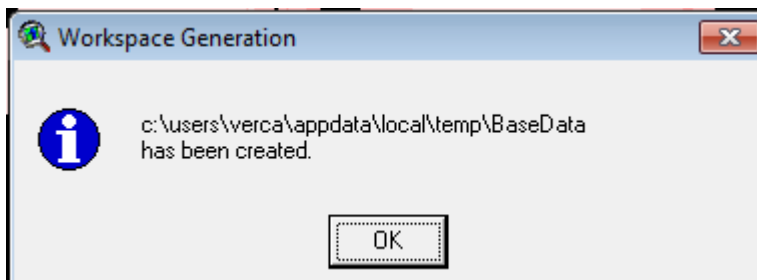 Workspace Generation
c:\users\verca\appdata\local\temp\BaseData
has been created.
OK